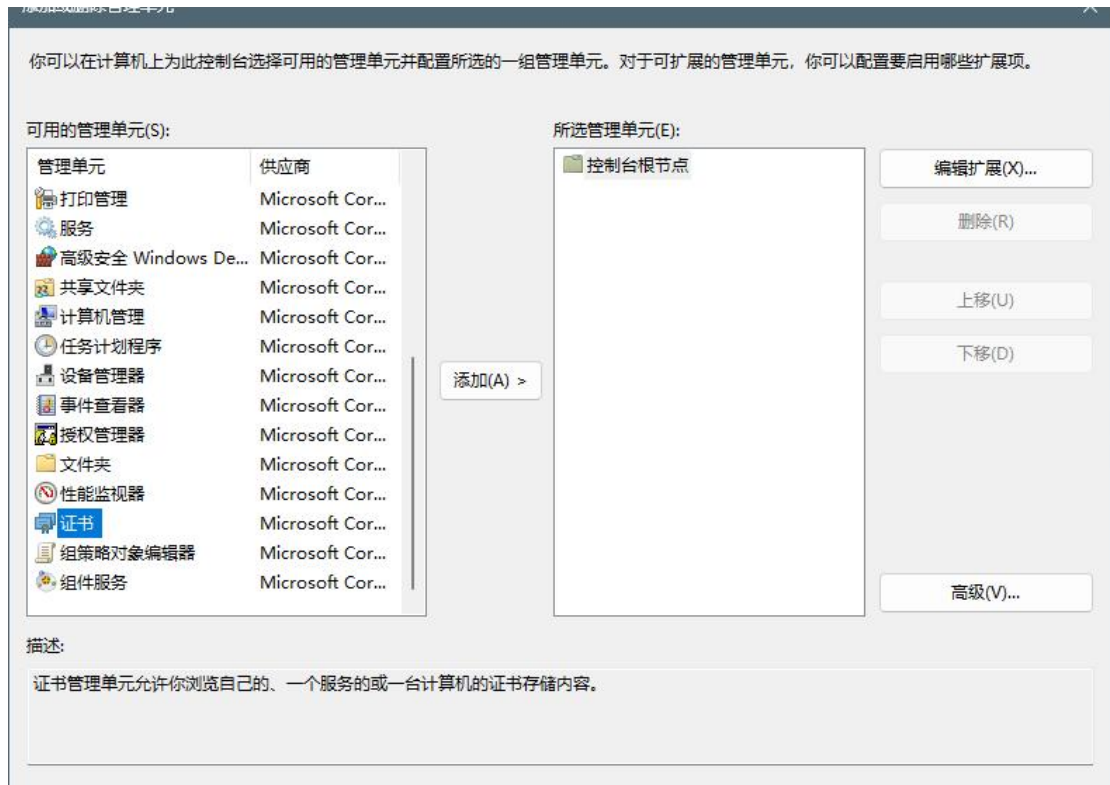 添加或删除管理单元
你可以在计算机上为此控制台选择可用的管理单元并配置所选的一组管理单元。对于可扩展的管理单元，你可以配置要启用哪些扩展项。
可用的管理单元(S):
管理单元 供应商
打印管理 Microsoft Cor...
服务 Microsoft Cor...
高级安全 Windows De... Microsoft Cor...
共享文件夹 Microsoft Cor...
计算机管理 Microsoft Cor...
任务计划程序 Microsoft Cor...
设备管理器 Microsoft Cor...
事件查看器 Microsoft Cor...
授权管理器 Microsoft Cor...
文件夹 Microsoft Cor...
性能监视器 Microsoft Cor...
证书 Microsoft Cor...
组策略对象编辑器 Microsoft Cor...
组件服务 Microsoft Cor...
添加(A) >
所选管理单元(E):
控制台根节点
编辑扩展(X)...
删除(R)
上移(U)
下移(D)
高级(V)...
描述:
证书管理单元允许你浏览自己的、一个服务的或一台计算机的证书存储内容。